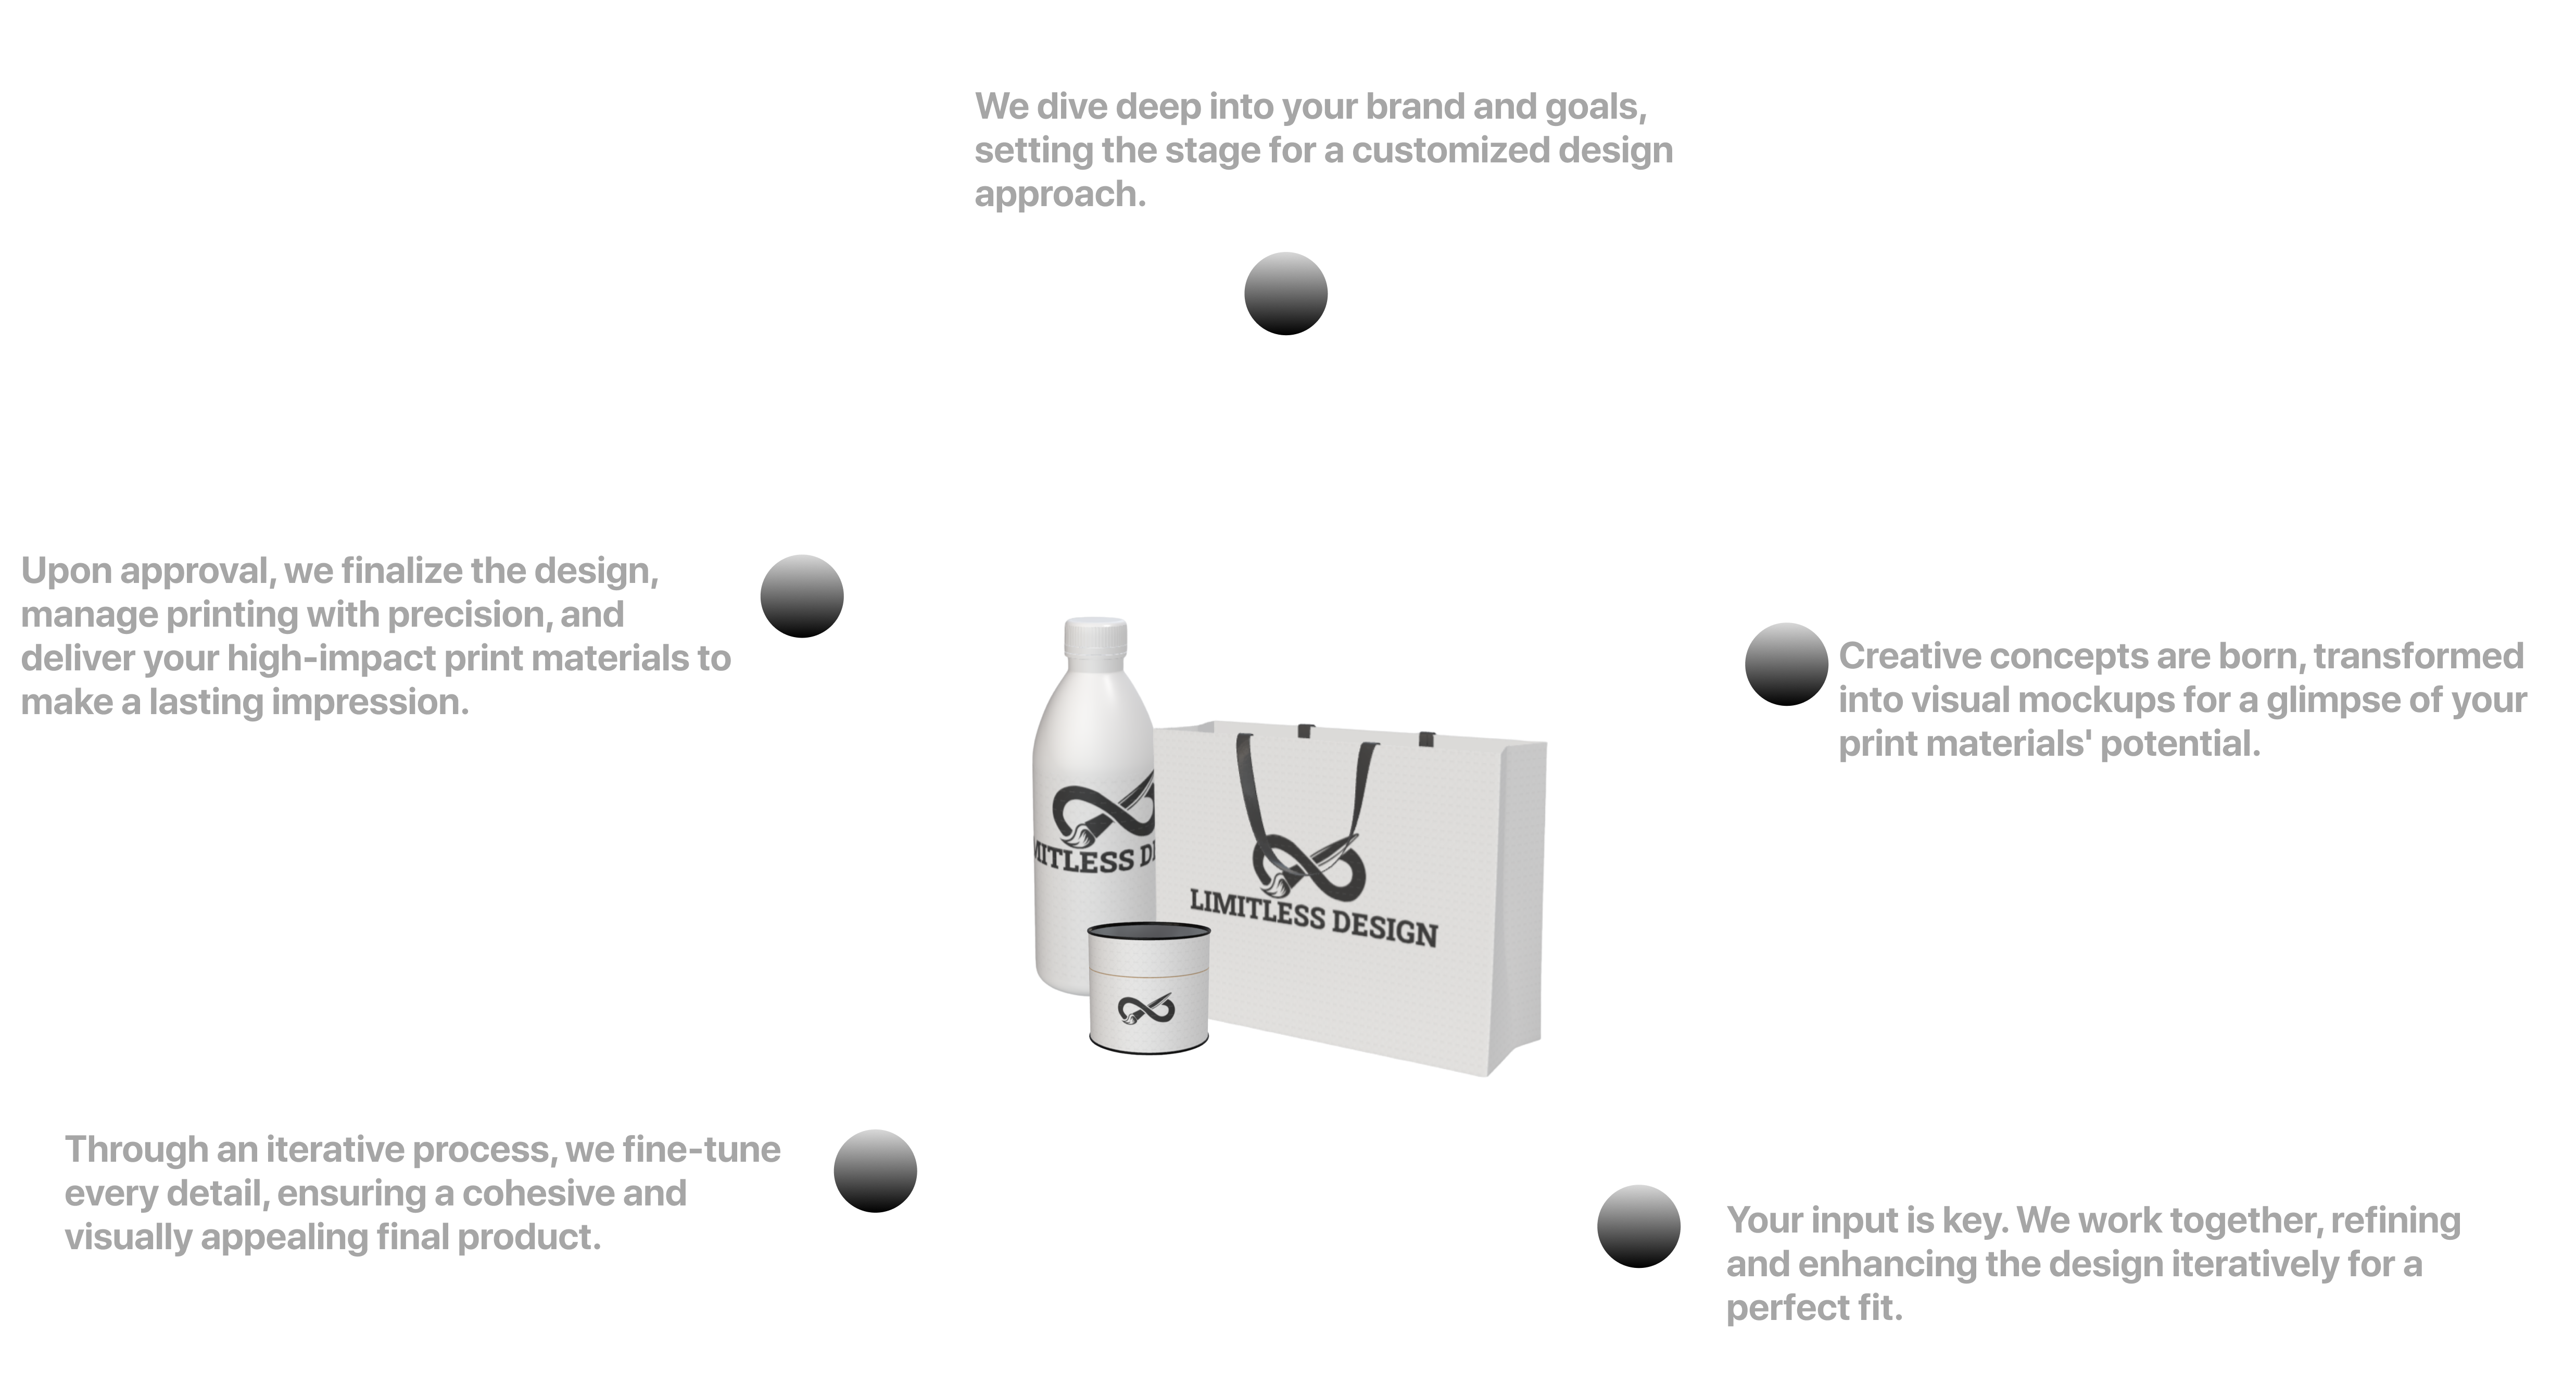 We dive deep into your brand and goals,
setting the stage for a customized design
approach.
Upon approval, we finalize the design,
manage printing with precision, and
deliver your high-impact print materials to
make a lasting impression.
Creative concepts are born, transformed
into visual mockups for a glimpse of your
print materials' potential.
MITLESS D
LIMITLESS DESIGN
Through an iterative process, we fine-tune
every detail, ensuring a cohesive and
visually appealing final product.
Your input is key. We work together, refining
and enhancing the design iteratively for a
perfect fit.